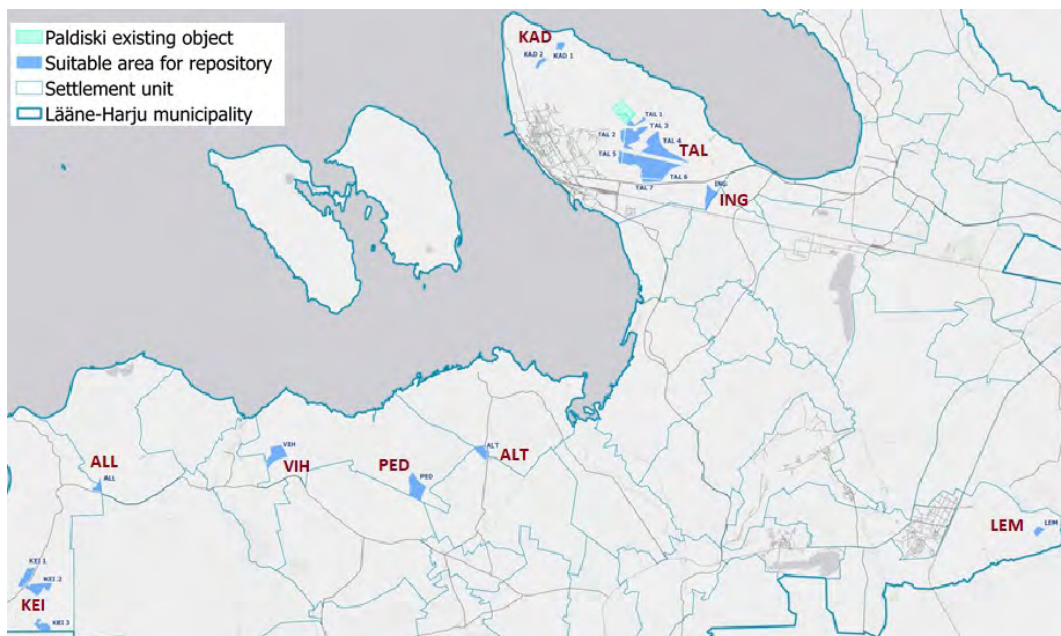 Paldiski existing object
Suitable area for repository
Settlement unit
Lääne-Harju municipality
KAD
KAD 2
KAD 1
TAL 1
TAL 2
TAL 3
TAL 4
TAL
TAL 5
TAL 6
TAL 7
ING
ING
ALL
ALL
VIH
VIH
PED
PED
ALT
ALT
LEM
LEM
KEI 1
KEI 2
KEI
KEI 3